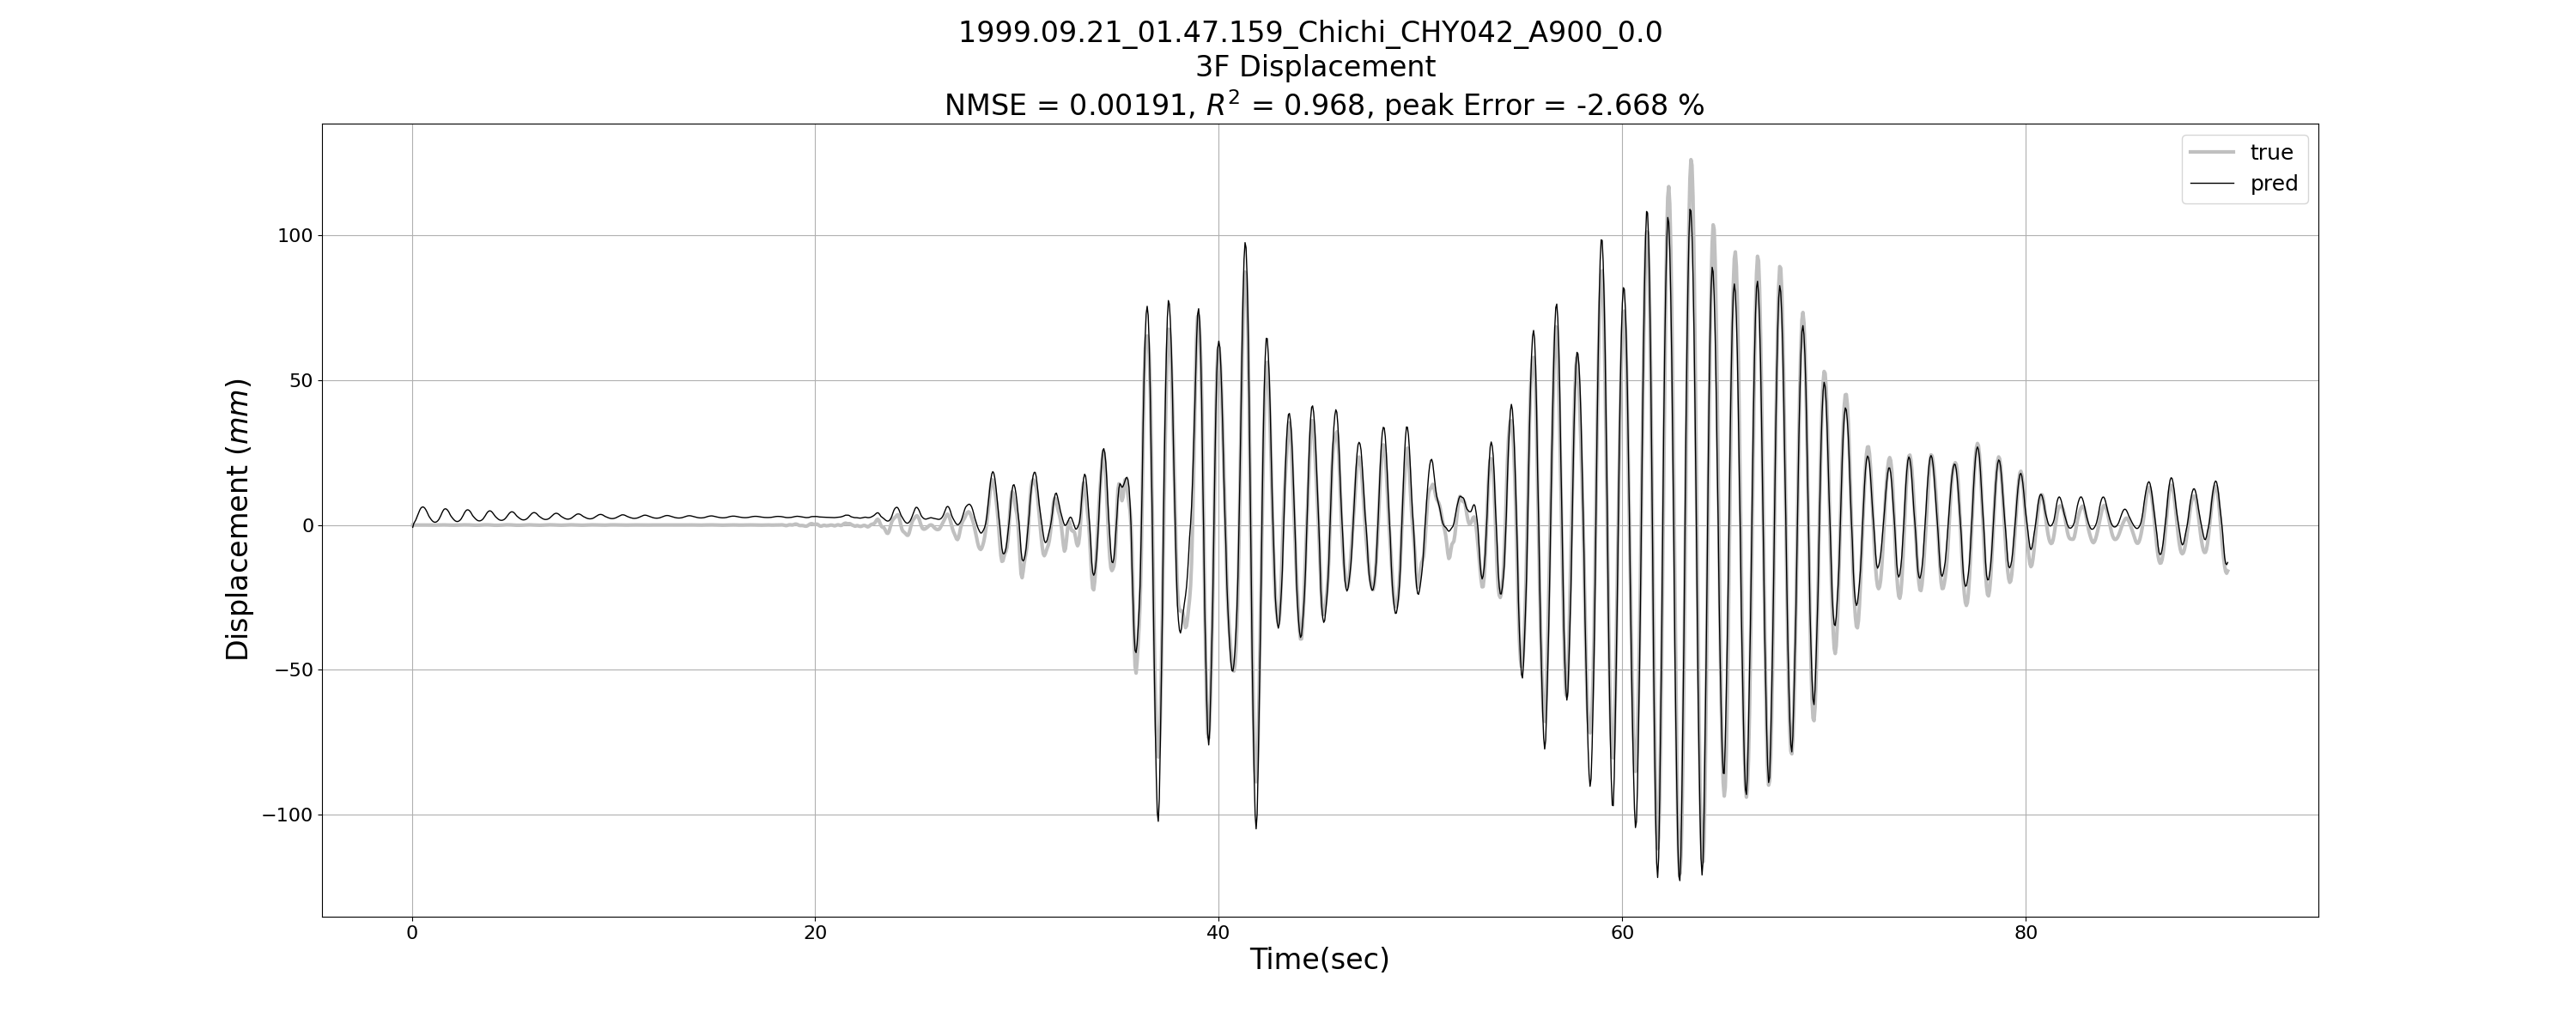 1999.09.21_01.47.159_Chichi_CHY042_A900_0.0
3F Displacement
NMSE = 0.00191, R² = 0.968, peak Error = -2.668 %
true
pred
Displacement (mm)
100
50
0
−50
−100
0 20 40 60 80
Time(sec)